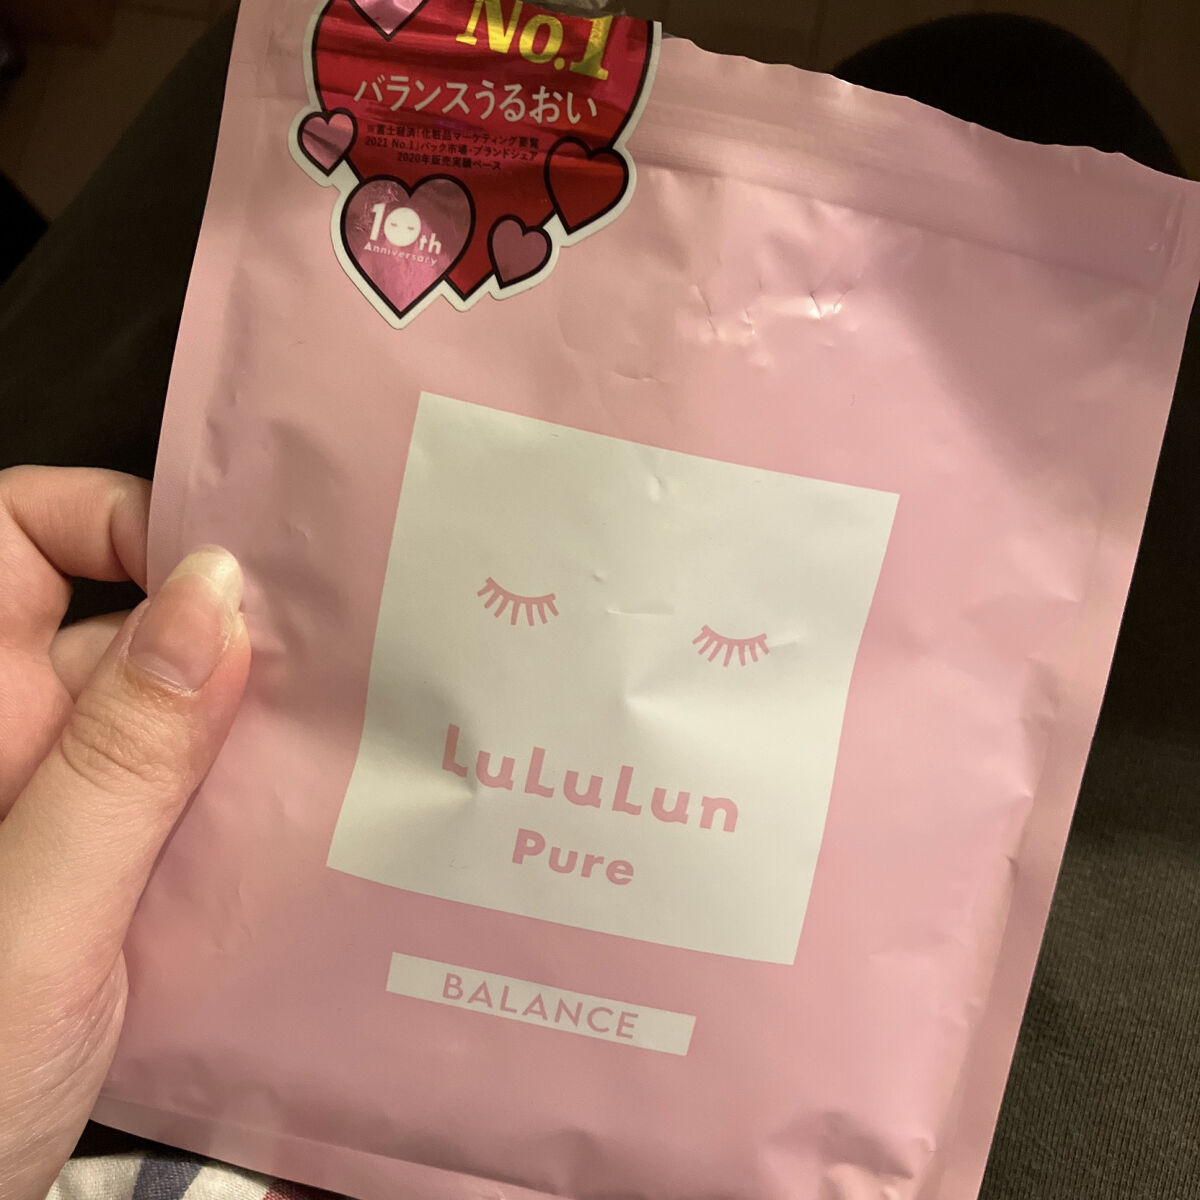 No.1
バランスうるおい
※富士経済「化粧品マーケティング要覧
2021 No.1」パック市場・ブランドシェア
2020年販売実績ベース
10th
Anniversary
LuLuLun
Pure
BALANCE